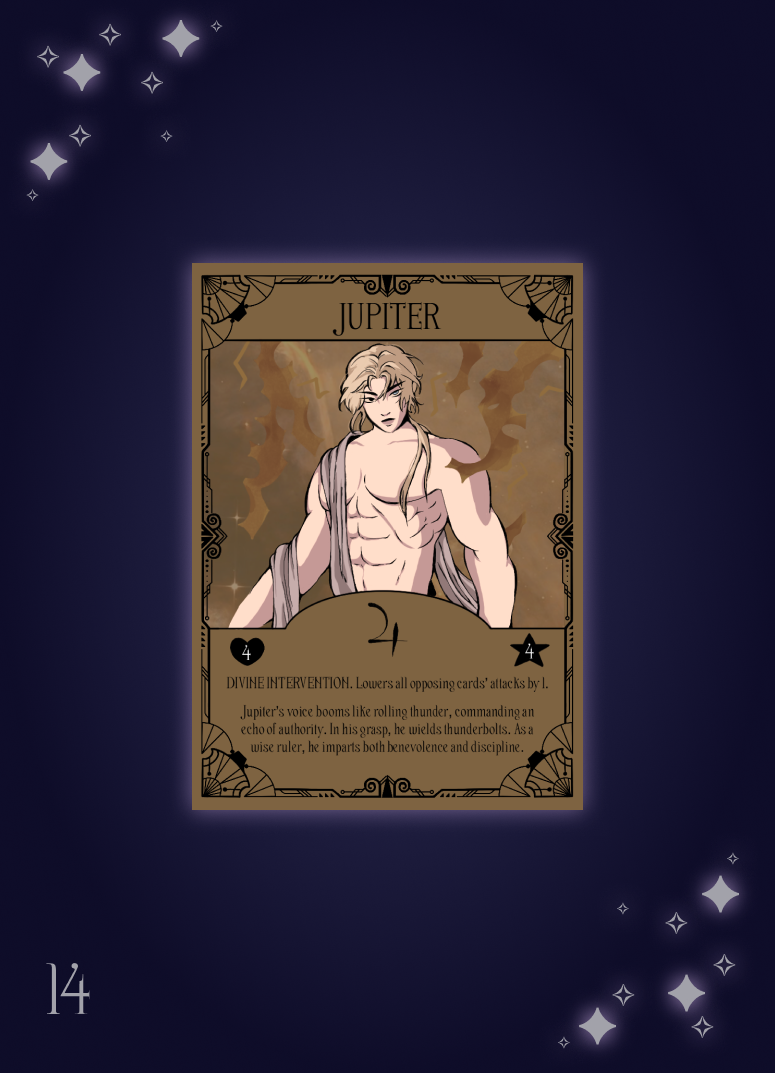 JUPITER
4
4
DIVINE INTERVENTION. Lowers all opposing cards' attacks by 1.
Jupiter's voice booms like rolling thunder, commanding an
echo of authority. In his grasp, he wields thunderbolts. As a
wise ruler, he imparts both benevolence and discipline.
14